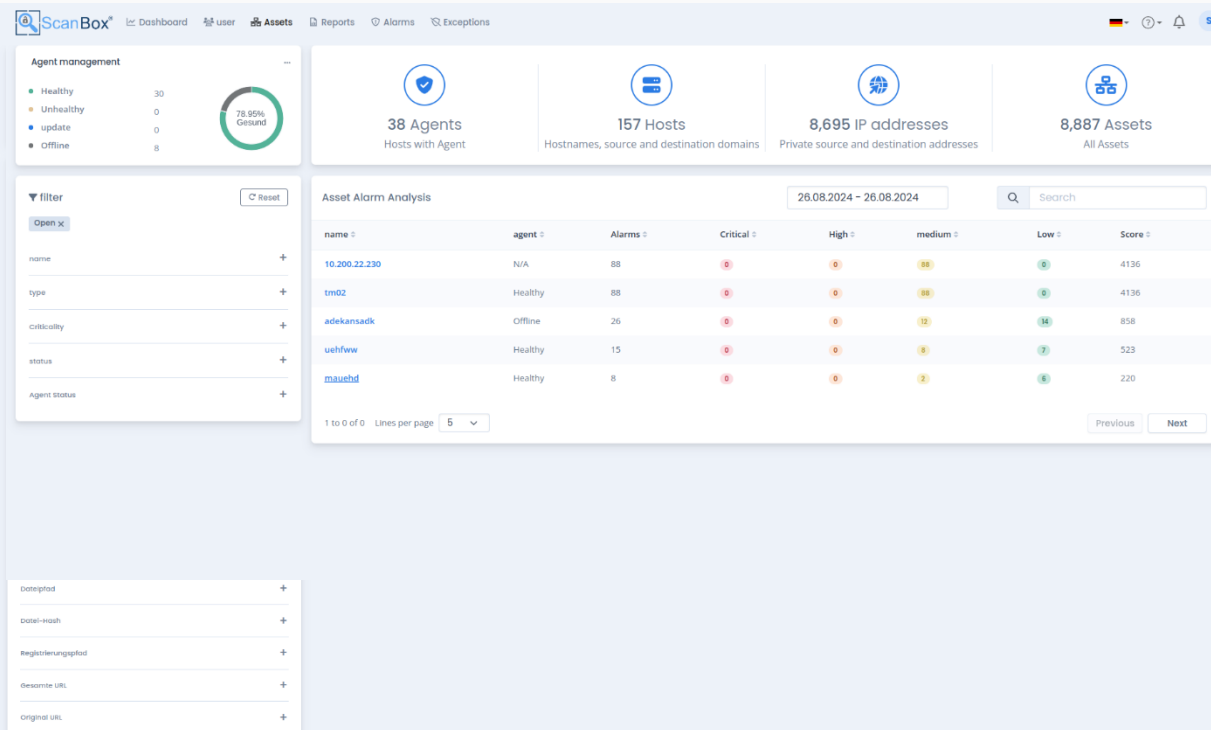 ScanBox® Dashboard user Assets Reports Alarms Exceptions
Agent management ...
Healthy 30
Unhealthy 0
update 0
Offline 8
78.95%
Gesund
38 Agents
Hosts with Agent
157 Hosts
Hostnames, source and destination domains
8,695 IP addresses
Private source and destination addresses
8,887 Assets
All Assets
filter Reset
Open x
name +
type +
Criticality +
status +
Agent Status +
Asset Alarm Analysis 26.08.2024 - 26.08.2024 Search
name agent Alarms Critical High medium Low Score
10.200.22.230 N/A 88 0 0 88 0 4136
tm02 Healthy 88 0 0 88 0 4136
adekansadk Offline 26 0 0 12 14 858
uehfww Healthy 15 0 0 8 7 523
mauehd Healthy 8 0 0 2 6 220
1 to 0 of 0 Lines per page 5 Previous Next
Dateipfad +
Datei-Hash +
Registrierungspfad +
Gesamte URL +
Original URL +